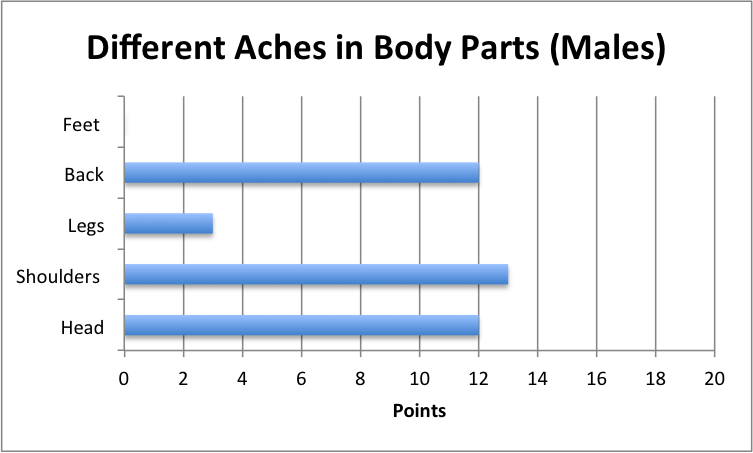 Different Aches in Body Parts (Males)
Feet
Back
Legs
Shoulders
Head
0 2 4 6 8 10 12 14 16 18 20
Points